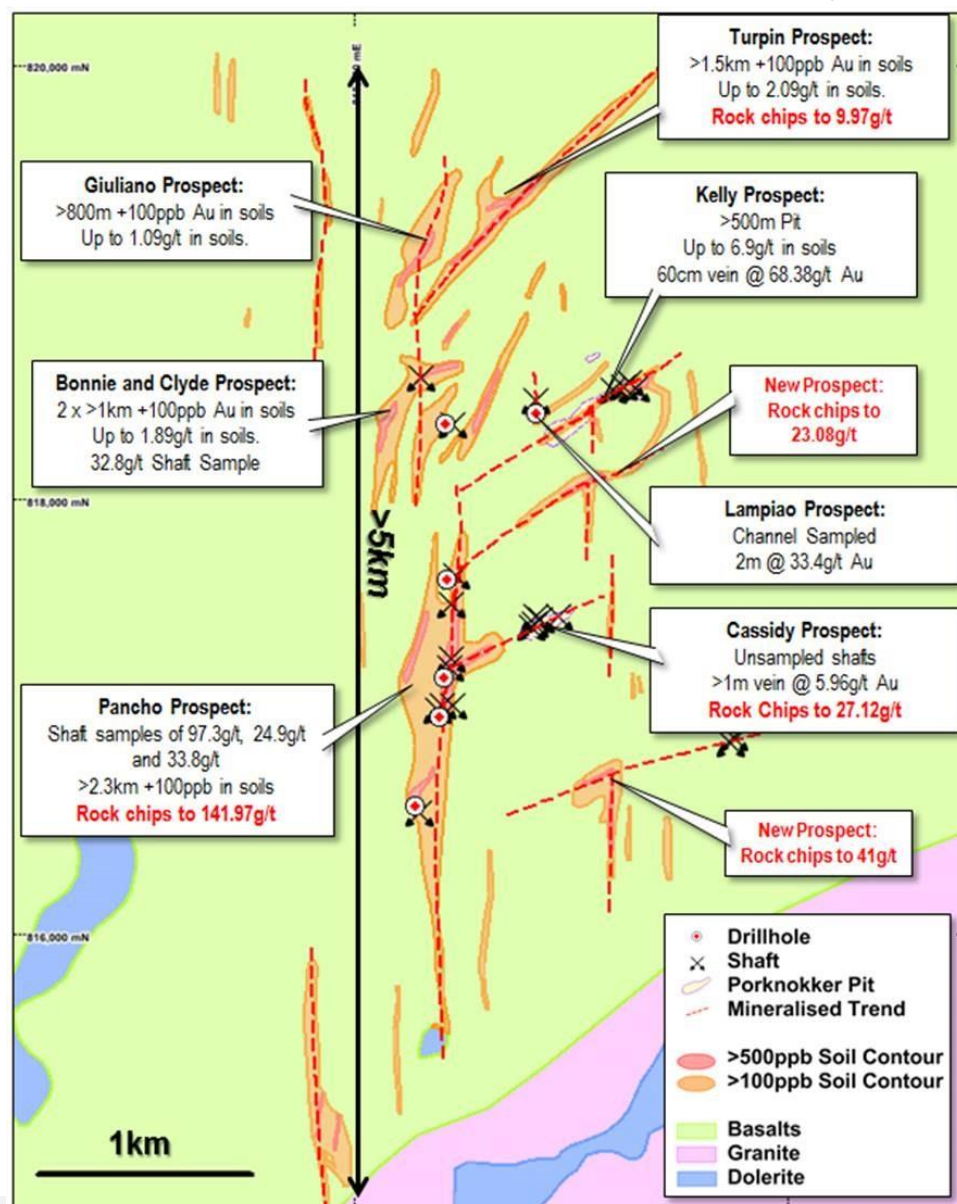 820,000 mN
Turpin Prospect:
>1.5km +100ppb Au in soils
Up to 2.09g/t in soils.
Rock chips to 9.97g/t
Giuliano Prospect:
>800m +100ppb Au in soils
Up to 1.09g/t in soils.
Kelly Prospect:
>500m Pit
Up to 6.9g/t in soils
60cm vein @ 68.38g/t Au
Bonnie and Clyde Prospect:
2 x >1km +100ppb Au in soils
Up to 1.89g/t in soils.
32.8g/t Shaft Sample
New Prospect:
Rock chips to
23.08g/t
818,000 mN
>5km
Lampiao Prospect:
Channel Sampled
2m @ 33.4g/t Au
Cassidy Prospect:
Unsampled shafts
>1m vein @ 5.96g/t Au
Rock Chips to 27.12g/t
Pancho Prospect:
Shaft samples of 97.3g/t, 24.9g/t
and 33.8g/t
>2.3km +100ppb in soils
Rock chips to 141.97g/t
New Prospect:
Rock chips to 41g/t
816,000 mN
Drillhole
Shaft
Porknokker Pit
Mineralised Trend
>500ppb Soil Contour
>100ppb Soil Contour
Basalts
Granite
Dolerite
1km